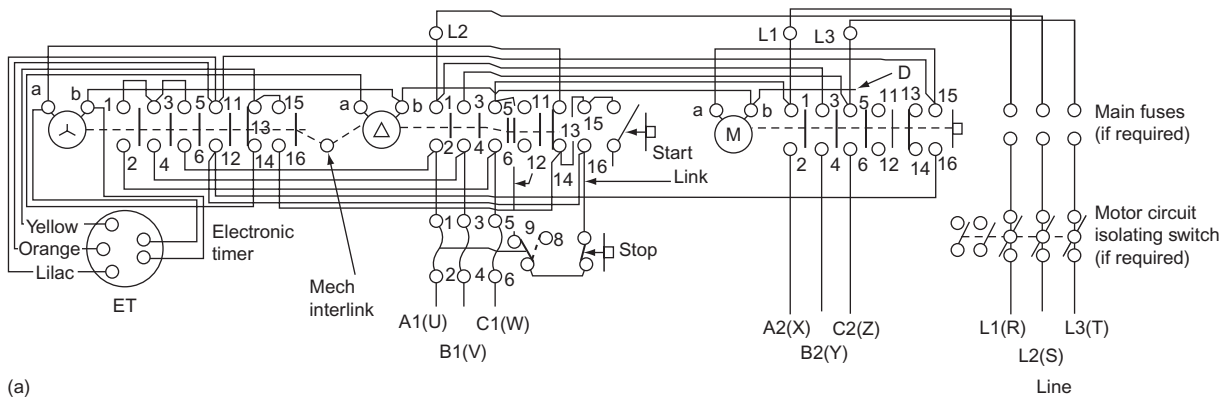 L2 L1 L3
D
a b 1 3 5 11 15 a b 1 3 5 11 15 a b 1 3 5 11 13 15
13 13
Δ M
2 4 6 12 14 16 2 4 6 12 14 16 2 4 6 12 14 16
Main fuses
(if required)
Start
Link
Yellow
Orange
Lilac
ET
Electronic
timer
Mech
interlink
1 3 5 9 8
Stop
2 4 6
Motor circuit
isolating switch
(if required)
A1(U) C1(W)
B1(V)
A2(X) C2(Z)
B2(Y)
L1(R) L3(T)
L2(S)
Line
(a)